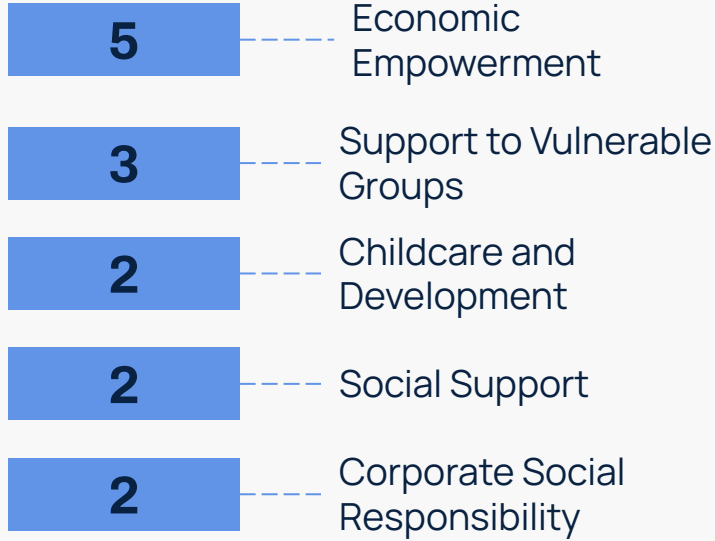 5
Economic
Empowerment
3
Support to Vulnerable
Groups
2
Childcare and
Development
2
Social Support
2
Corporate Social
Responsibility